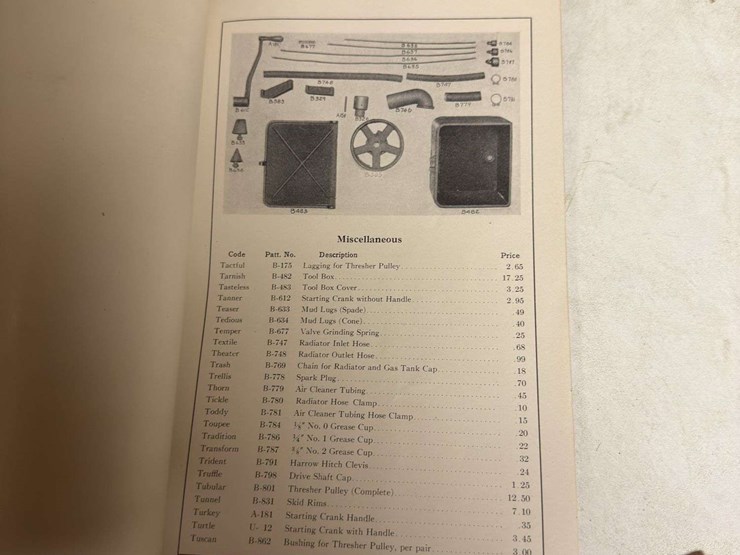 B-747
Miscellaneous
Code Patt. No. Description Price
Tactful B-175 Lagging for Thresher Pulley 2.65
Tarnish B-482 Tool Box 17.25
Tasteless B-483 Tool Box Cover 3.25
Tanner B-612 Starting Crank without Handle 2.95
Teaser B-633 Mud Lugs (Spade) .49
Tedious B-634 Mud Lugs (Cone) .40
Temper B-677 Valve Grinding Spring .25
Textile B-747 Radiator Inlet Hose .68
Theater B-748 Radiator Outlet Hose .99
Trash B-769 Chain for Radiator and Gas Tank Cap .18
Trellis B-778 Spark Plug .70
Thorn B-779 Air Cleaner Tubing .45
Tickle B-780 Radiator Hose Clamp .10
Toddy B-781 Air Cleaner Tubing Hose Clamp .15
Toupee B-784 ⅛" No. 0 Grease Cup .20
Tradition B-786 ¼" No. 1 Grease Cup .22
Transform B-787 No. 2 Grease Cup .32
Trident B-791 Harrow Hitch Clevis .24
Truffle B-798 Drive Shaft Cap 1.25
Tubular B-801 Thresher Pulley (Complete) 12.50
Tunnel B-831 Skid Rims 7.10
Turkey A-181 Starting Crank Handle .35
Turtle U-12 Starting Crank with Handle 3.45
Tuscan B-862 Bushing for Thresher Pulley, per pair 3.00